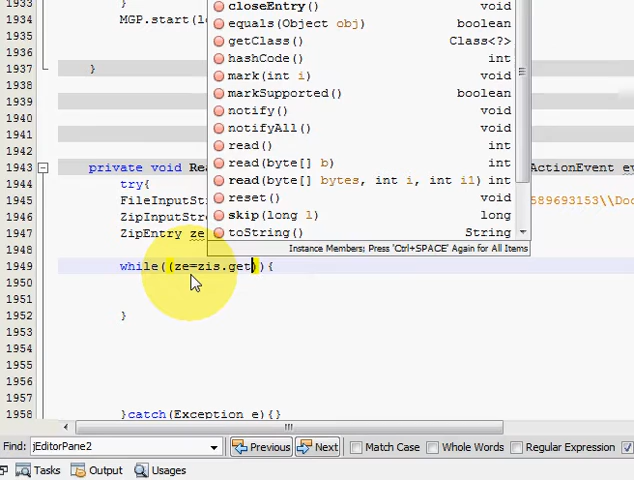 1933 }
closeEntry() void
1934 MGP.start(lo
equals(Object obj) boolean
1935
getClass() Class<?>
1936
hashCode() int
1937 }
mark(int i) void
1938
markSupported() boolean
1939
notify() void
1940
notifyAll() void
1941
read() int
1942
read(byte[] b) int
1943 private void Rea ActionEvent ev
read(byte[] bytes, int i, int i1) int
1944 try{
reset() void
1945 FileInputStr 589693153\\Doc
skip(long l) long
1946 ZipInputStre
toString() String
1947 ZipEntry ze
1948
Instance Members; Press 'Ctrl+SPACE' Again for All Items
1949 while((ze=zis.get)){
1950
1951
1952 }
1953
1954
1955
1956
1957
1958 }catch(Exception e){}
Find: jEditorPane2 Previous Next Match Case Whole Words Regular Expression
Tasks Output Usages